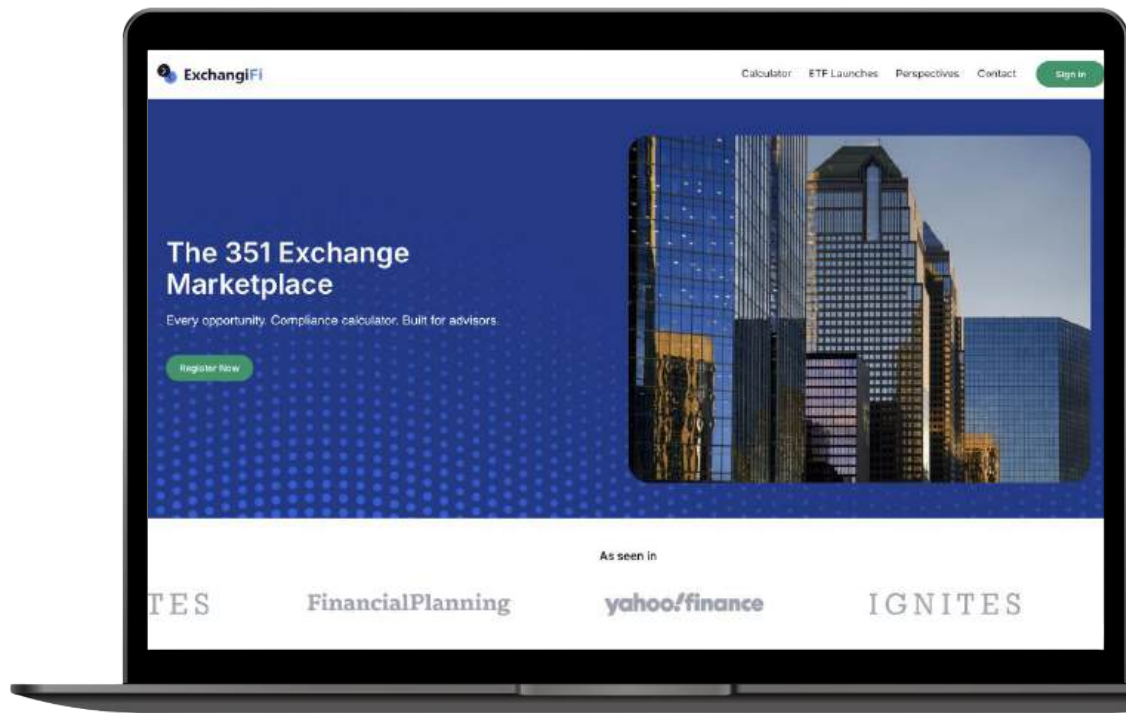 ExchangiFi
Calculator ETF Launches Perspectives Contact Sign in
The 351 Exchange
Marketplace
Every opportunity. Compliance calculator. Built for advisors.
Register Now
As seen in
TES FinancialPlanning yahoo!finance IGNITES